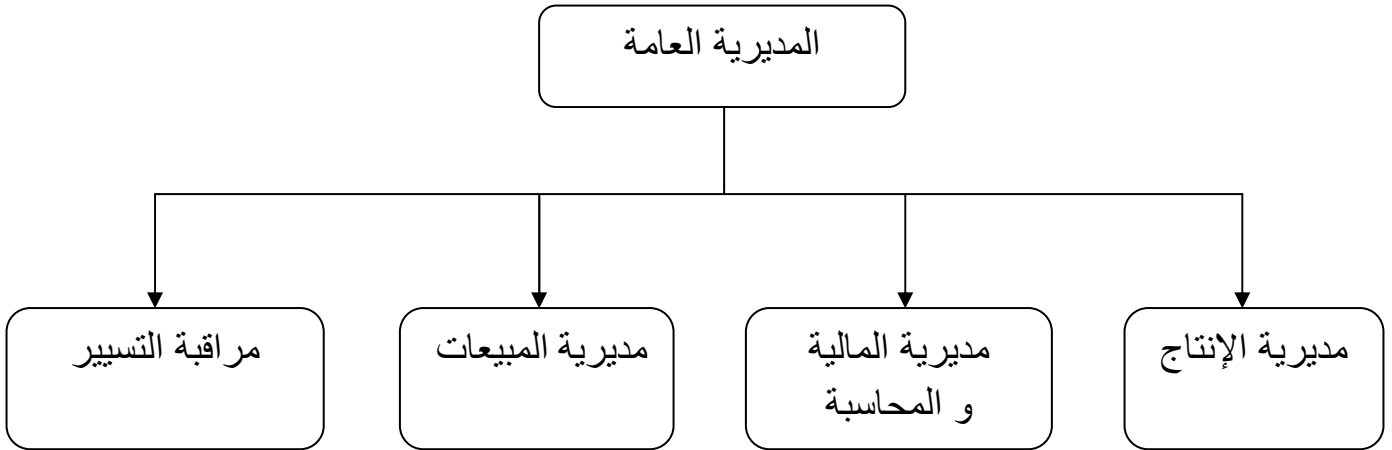 المديرية العامة
مديرية الإنتاج
مديرية المالية
و المحاسبة
مديرية المبيعات
مراقبة التسيير